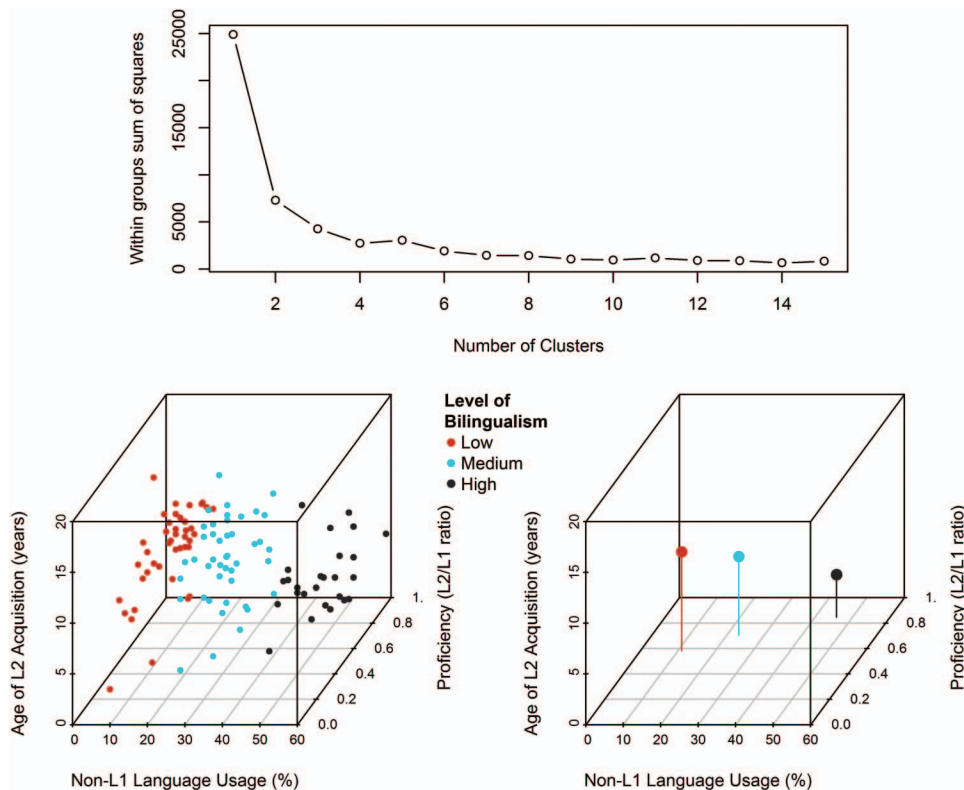 Within groups sum of squares
25000
15000
5000
0
2 4 6 8 10 12 14
Number of Clusters
Level of
Bilingualism
Low
Medium
High
Age of L2 Acquisition (years)
20
15
10
5
0
0 10 20 30 40 50 60
Non-L1 Language Usage (%)
1.
0.8
0.6
0.4
0.2
0.0
Proficiency (L2/L1 ratio)
Age of L2 Acquisition (years)
20
15
10
5
0
0 10 20 30 40 50 60
Non-L1 Language Usage (%)
1.
0.8
0.6
0.4
0.2
0.0
Proficiency (L2/L1 ratio)